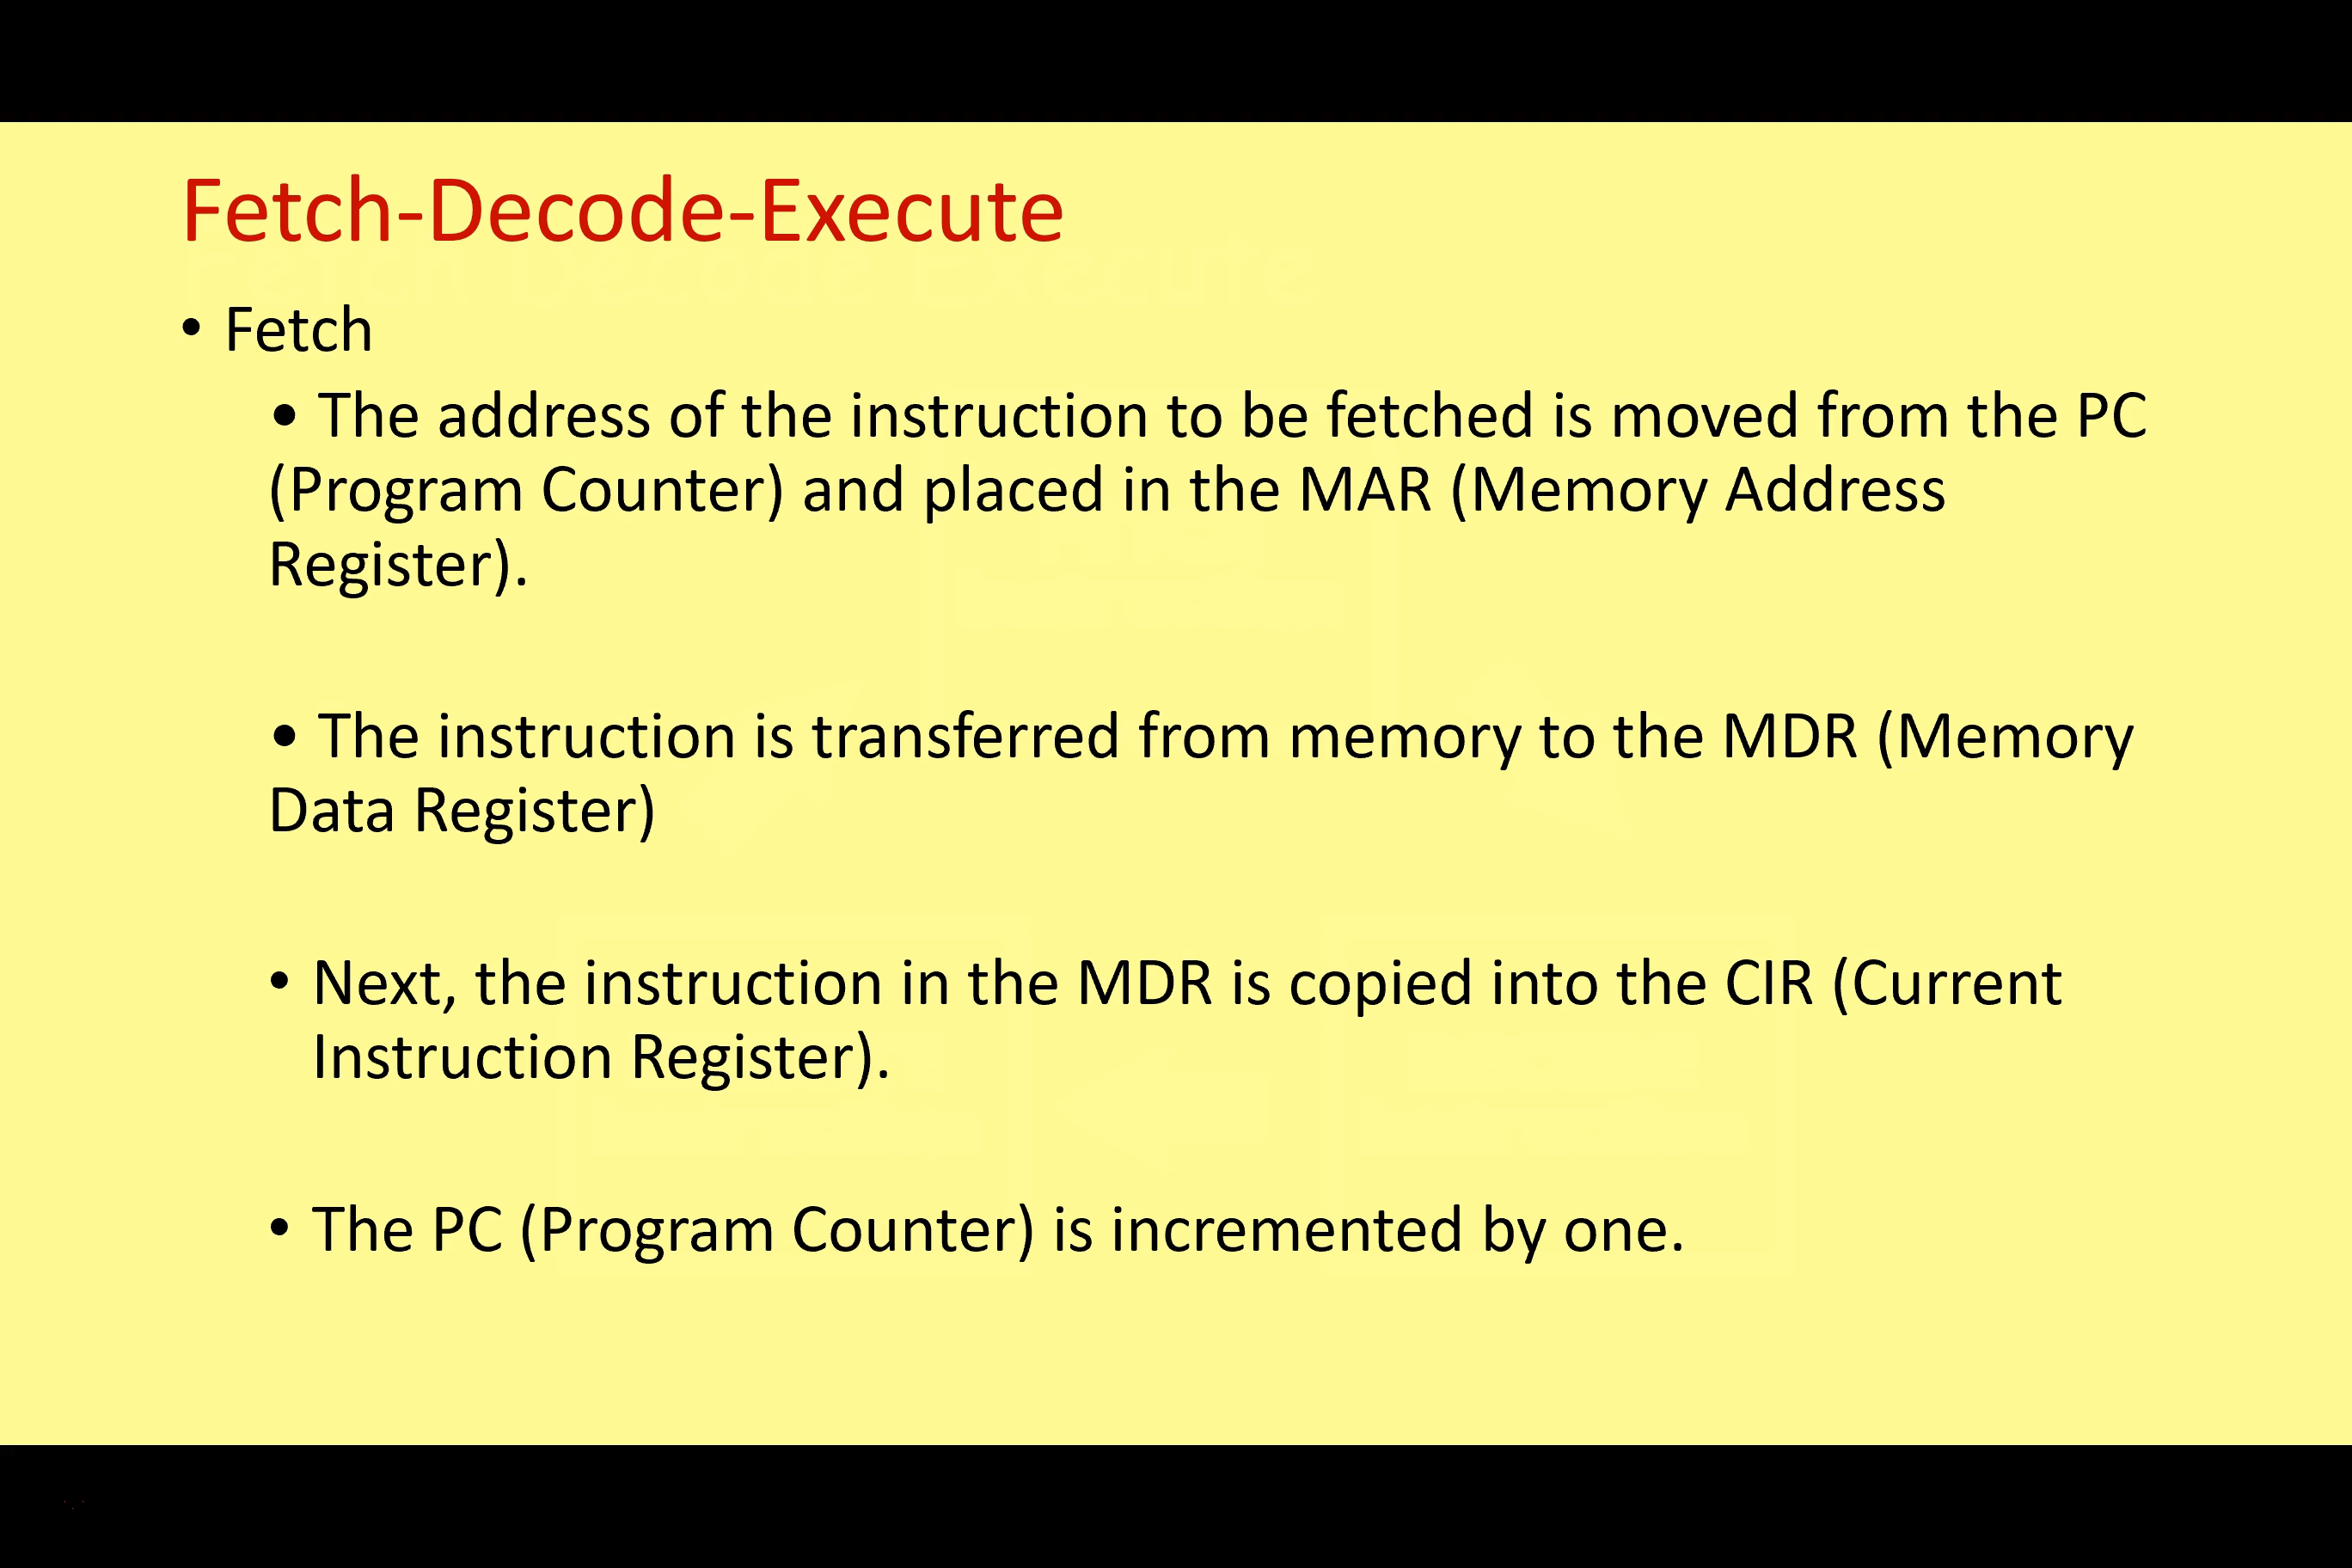 Fetch-Decode-Execute
• Fetch
• The address of the instruction to be fetched is moved from the PC
(Program Counter) and placed in the MAR (Memory Address
Register).
• The instruction is transferred from memory to the MDR (Memory
Data Register)
• Next, the instruction in the MDR is copied into the CIR (Current
Instruction Register).
• The PC (Program Counter) is incremented by one.